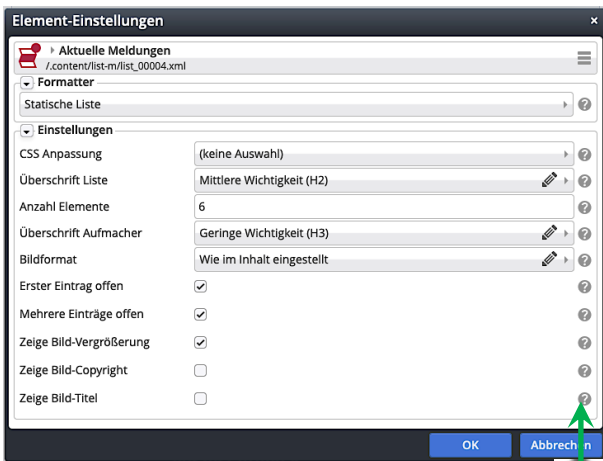 Element-Einstellungen
Aktuelle Meldungen
/.content/list-m/list_00004.xml
Formatter
Statische Liste
Einstellungen
CSS Anpassung (keine Auswahl)
Überschrift Liste Mittlere Wichtigkeit (H2)
Anzahl Elemente 6
Überschrift Aufmacher Geringe Wichtigkeit (H3)
Bildformat Wie im Inhalt eingestellt
Erster Eintrag offen
Mehrere Einträge offen
Zeige Bild-Vergrößerung
Zeige Bild-Copyright
Zeige Bild-Titel
OK Abbrechen